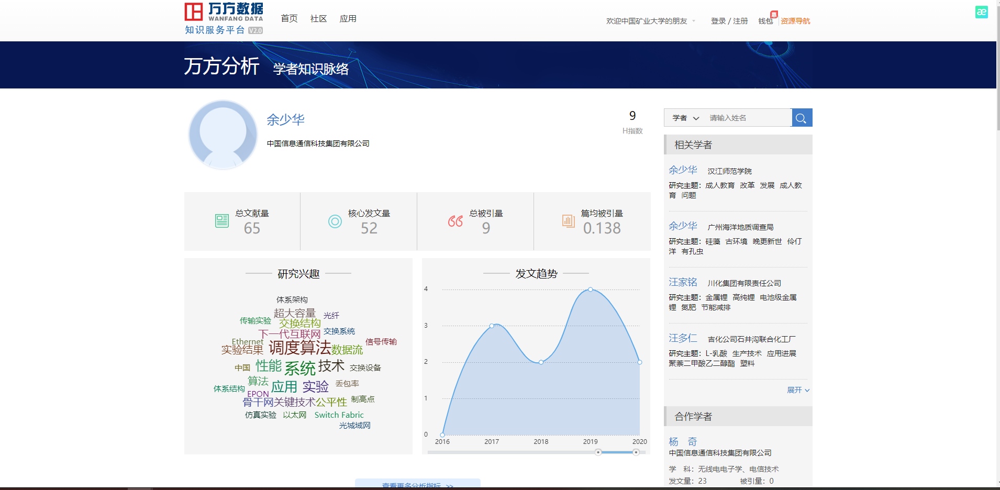 万方数据
WANFANG DATA
知识服务平台 V2.0
首页 社区 应用
欢迎中国矿业大学的朋友 登录 / 注册 钱包 惠 资源导航
æ
万方分析 学者知识脉络
余少华
中国信息通信科技集团有限公司
9
H指数
总文献量
65
核心发文量
52
总被引量
9
篇均被引量
0.138
研究兴趣
体系架构
超大容量
光纤
传输实验
交换结构
下一代互联网
交换系统
Ethernet
信号传输
实验结果
调度算法
数据流
中国
性能
系统
技术
交换设备
算法
体系结构
EPON
应用
实验
丢包率
骨干网
关键技术
公平性
制高点
仿真实验
以太网
Switch Fabric
光城域网
发文趋势
4
3
2
1
0
2016 2017 2018 2019 2020
查看更多分析指标 >>
学者 请输入姓名
相关学者
余少华 汉江师范学院
研究主题：成人教育 改革 发展 成人教
育 问题
余少华 广州海洋地质调查局
研究主题：硅藻 古环境 晚更新世 伶仃
洋 有孔虫
汪家铭 川化集团有限责任公司
研究主题：金属锂 高纯锂 电池级金属
锂 氮肥 节能减排
汪多仁 吉化公司石井沟联合化工厂
研究主题：L-乳酸 生产技术 应用进展
聚萘二甲酸乙二醇酯 塑料
展开
合作学者
杨 奇
中国信息通信科技集团有限公司
学 科：无线电电子学、电信技术
发文量：23 被引量：0